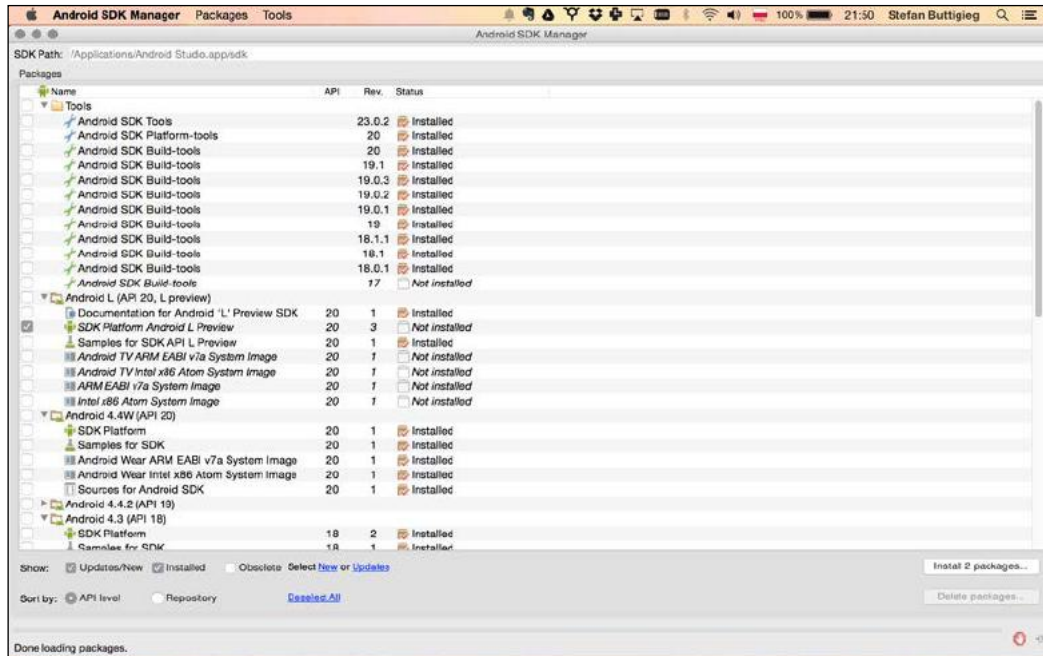 Android SDK Manager Packages Tools 100% 21:50 Stefan Buttigieg
Android SDK Manager
SDK Path: /Applications/Android Studio.app/sdk
Packages
Name API Rev. Status
Tools
Android SDK Tools 23.0.2 Installed
Android SDK Platform-tools 20 Installed
Android SDK Build-tools 20 Installed
Android SDK Build-tools 19.1 Installed
Android SDK Build-tools 19.0.3 Installed
Android SDK Build-tools 19.0.2 Installed
Android SDK Build-tools 19.0.1 Installed
Android SDK Build-tools 19 Installed
Android SDK Build-tools 18.1.1 Installed
Android SDK Build-tools 18.1 Installed
Android SDK Build-tools 18.0.1 Installed
Android SDK Build-tools 17 Not installed
Android L (API 20, L preview)
Documentation for Android 'L' Preview SDK 20 1 Installed
SDK Platform Android L Preview 20 3 Not installed
Samples for SDK API L Preview 20 1 Installed
Android TV ARM EABI v7a System Image 20 1 Not installed
Android TV Intel x86 Atom System Image 20 1 Not installed
ARM EABI v7a System Image 20 1 Not installed
Intel x86 Atom System Image 20 1 Not installed
Android 4.4W (API 20)
SDK Platform 20 1 Installed
Samples for SDK 20 1 Installed
Android Wear ARM EABI v7a System Image 20 1 Installed
Android Wear Intel x86 Atom System Image 20 1 Installed
Sources for Android SDK 20 1 Installed
Android 4.4.2 (API 19)
Android 4.3 (API 18)
SDK Platform 18 2 Installed
Samples for SDK 18 1 Installed
Show: Updates/New Installed Obsolete Select New or Updates Install 2 packages...
Sort by: API level Repository Deselect All Delete packages...
Done loading packages.